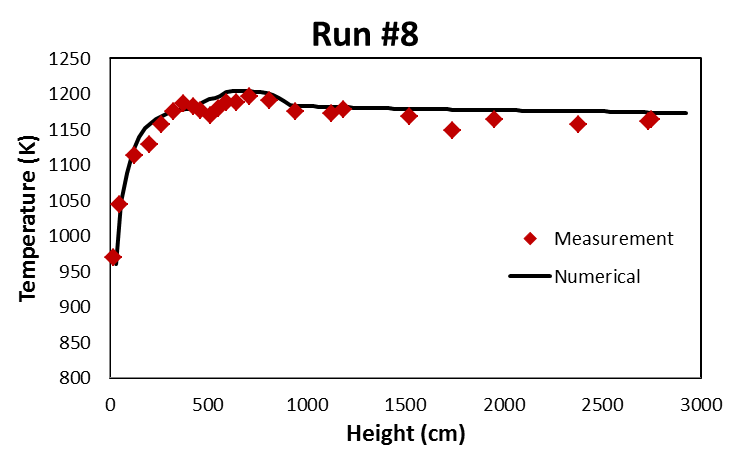 Run #8
1250
1200
1150
1100
1050
1000
950
900
850
800
Temperature (K)
Measurement
Numerical
0 500 1000 1500 2000 2500 3000
Height (cm)